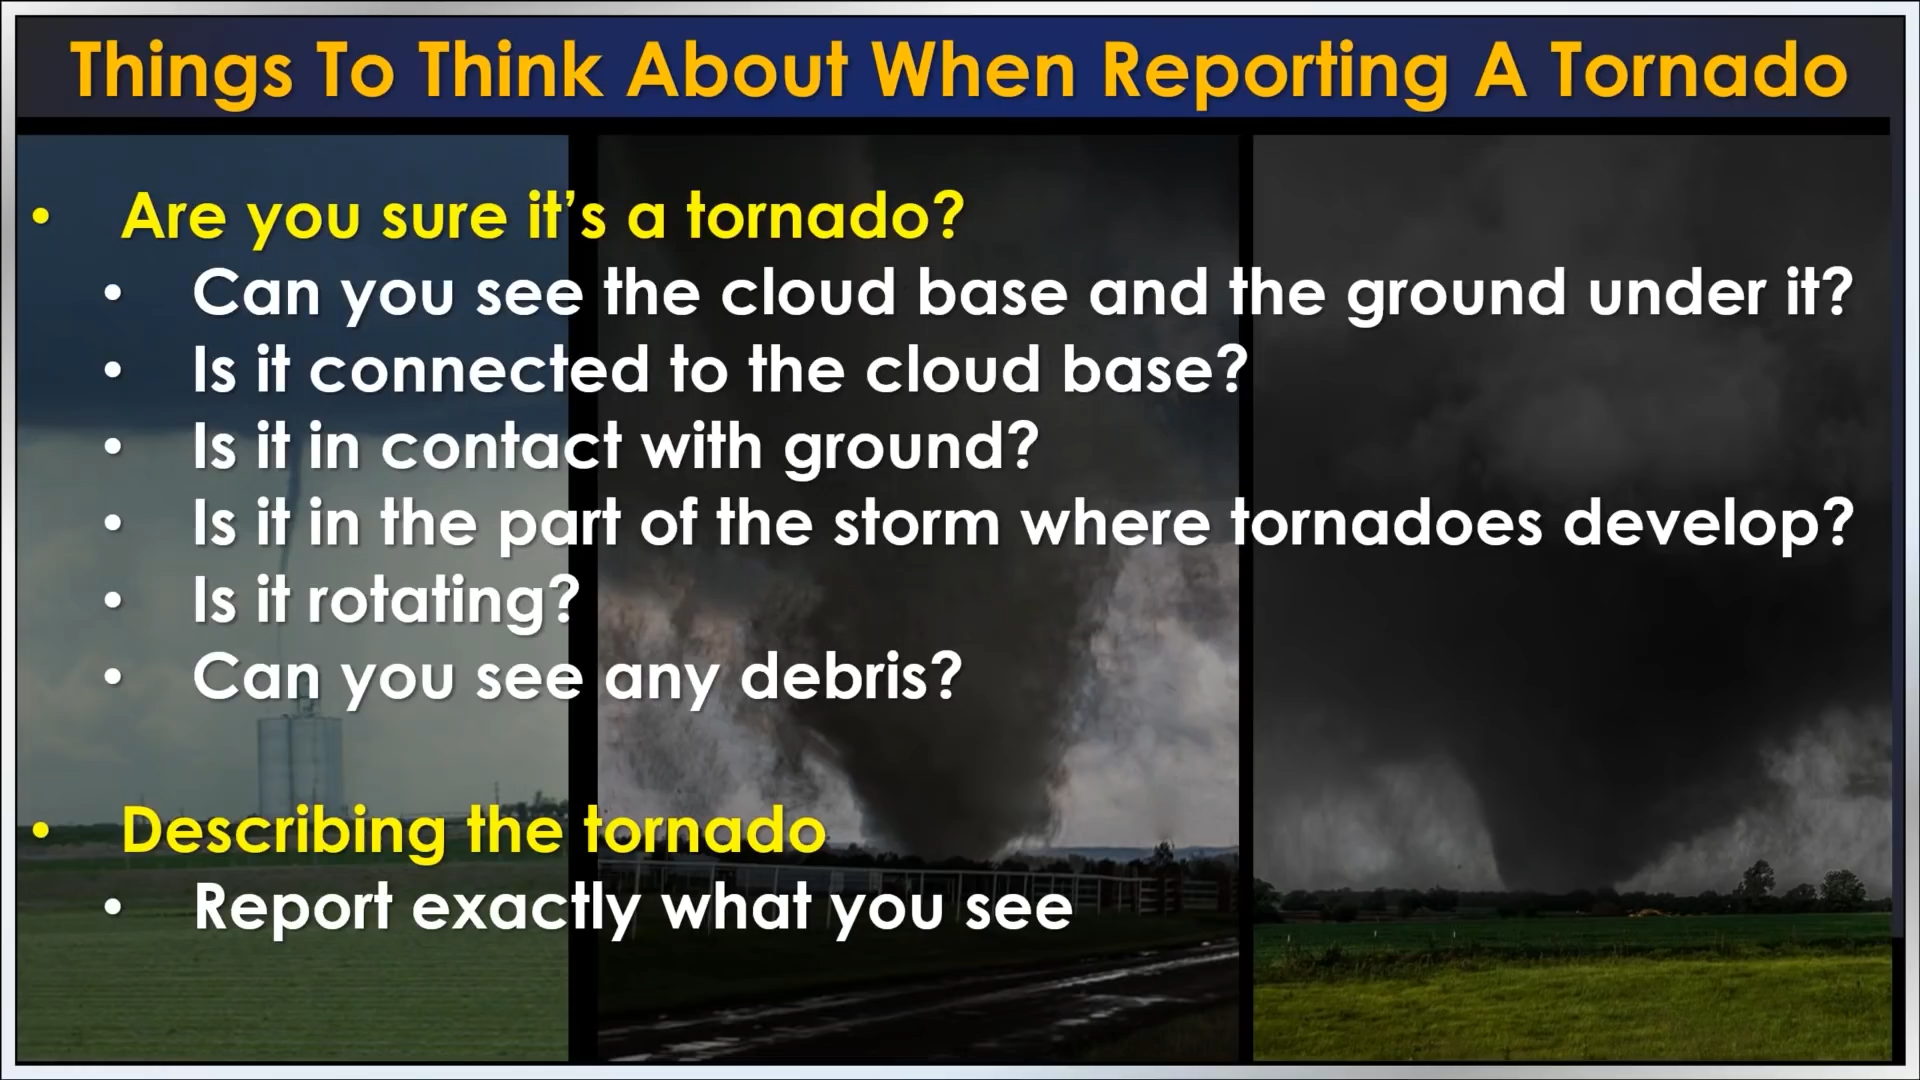 Things To Think About When Reporting A Tornado
• Are you sure it’s a tornado?
• Can you see the cloud base and the ground under it?
• Is it connected to the cloud base?
• Is it in contact with ground?
• Is it in the part of the storm where tornadoes develop?
• Is it rotating?
• Can you see any debris?
• Describing the tornado
• Report exactly what you see